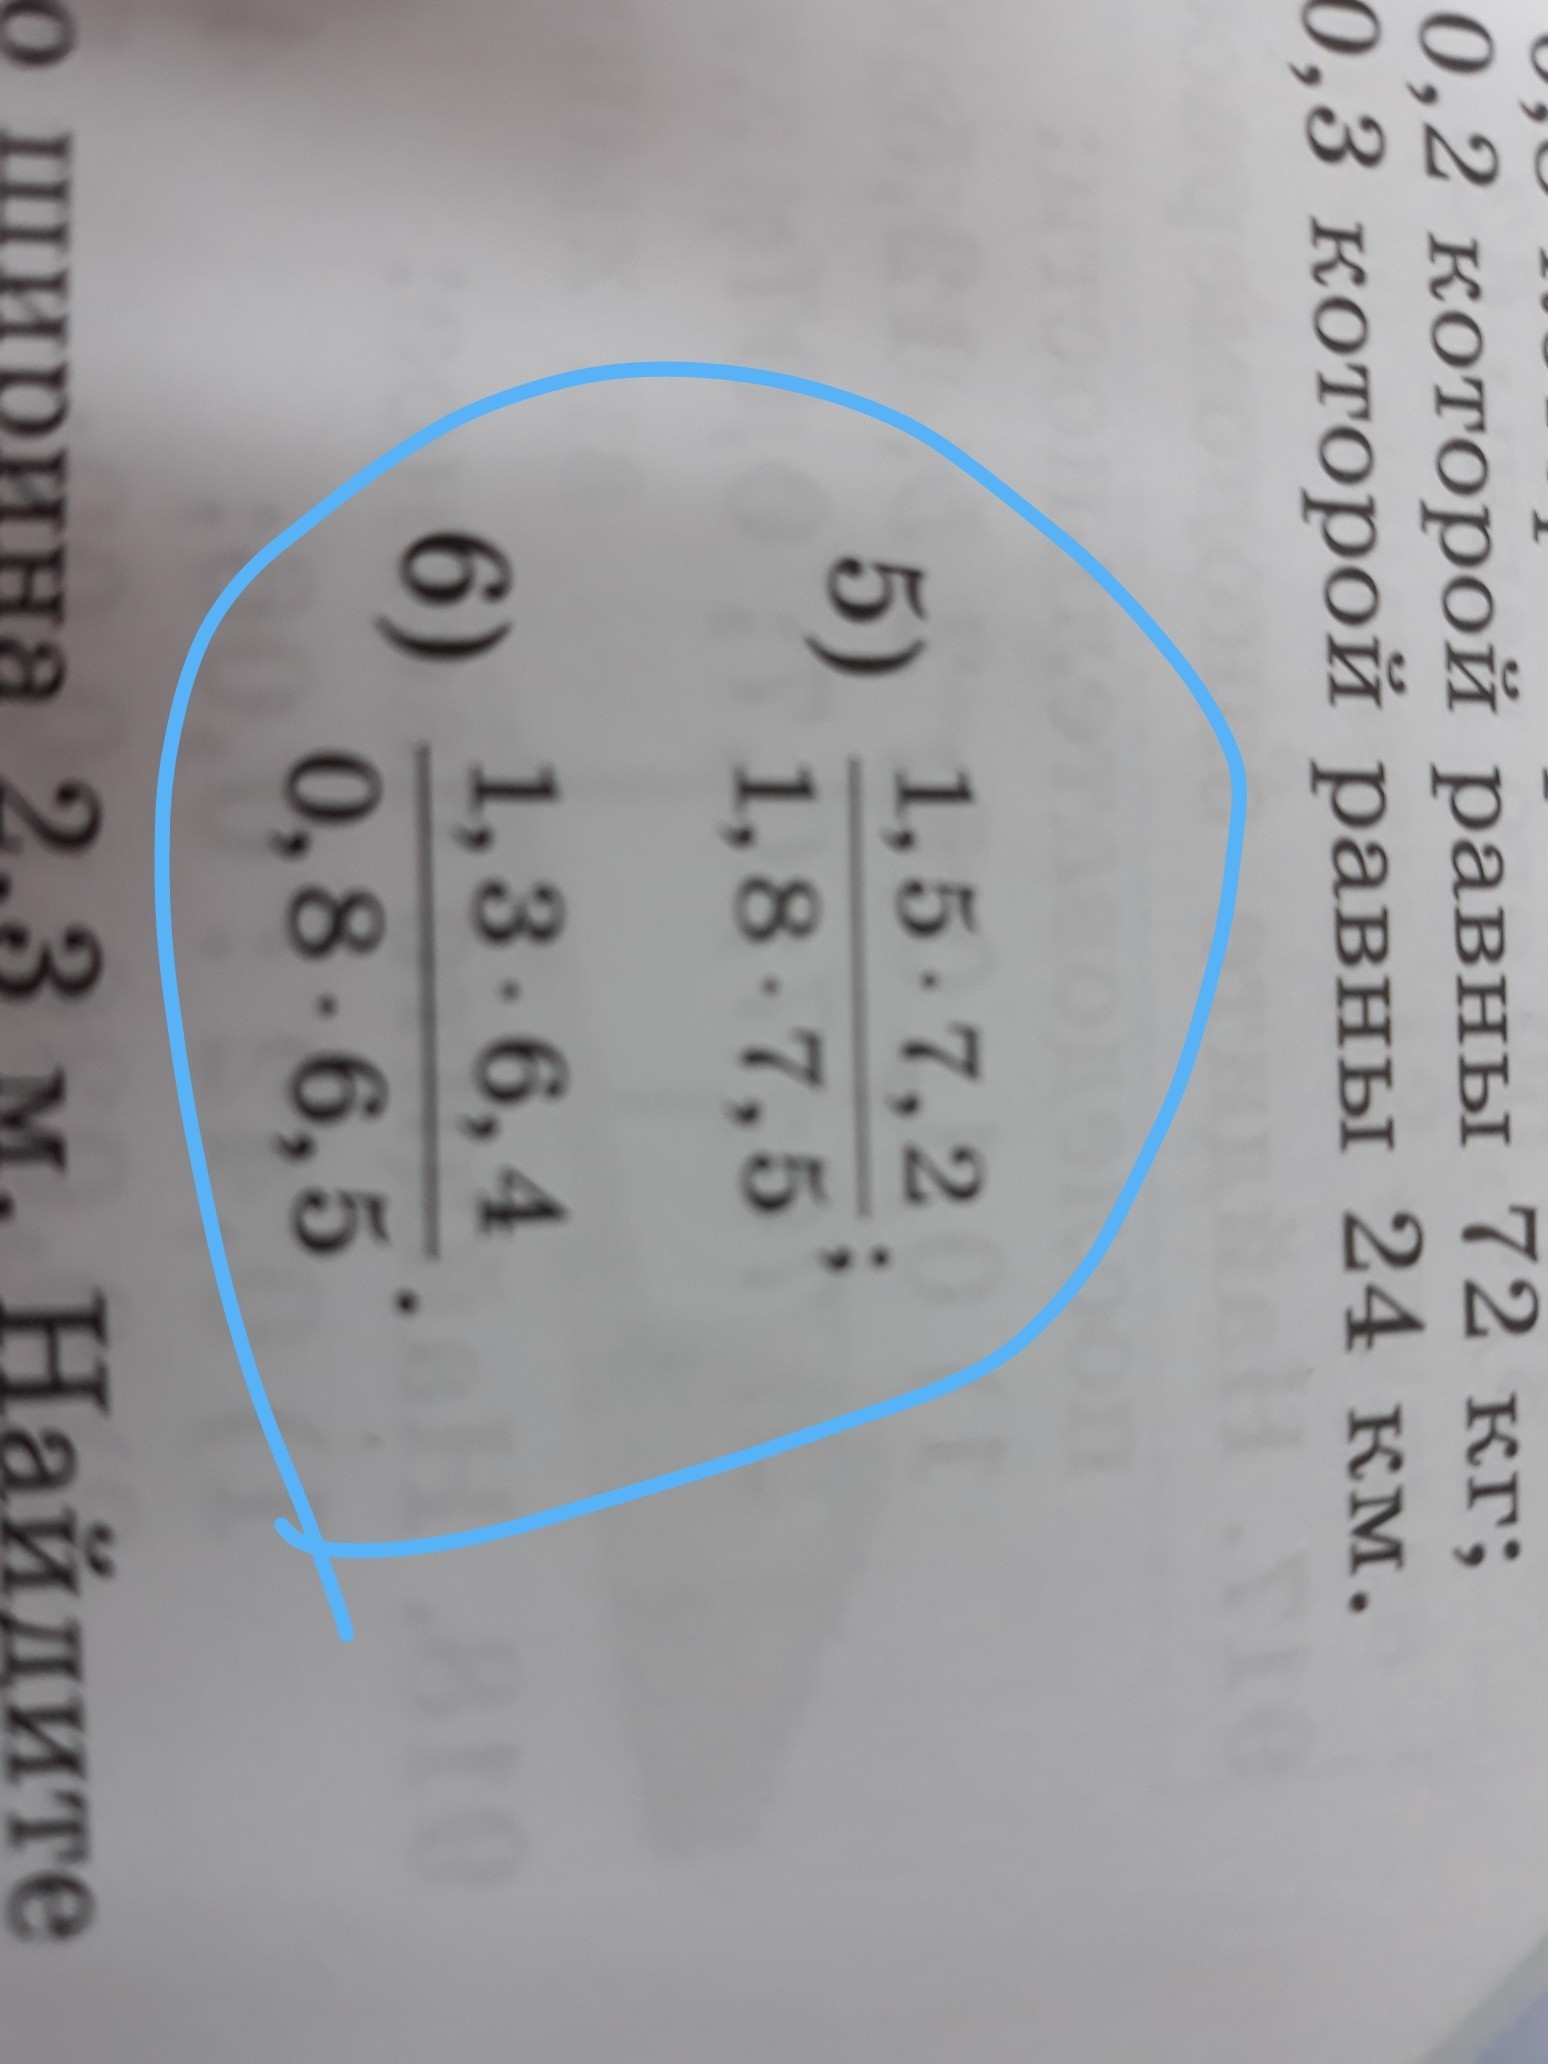 0,2 которой равны 72 кг;
0,3 которой равны 24 км.
5) 1,5 · 7,2
1,8 · 7,5 ;
6) 1,3 · 6,4
0,8 · 6,5 .
ширина 2,3 м. Найдите